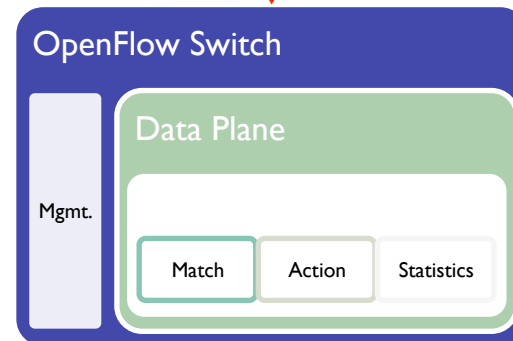 OpenFlow Switch
Data Plane
Mgmt.
Match Action Statistics